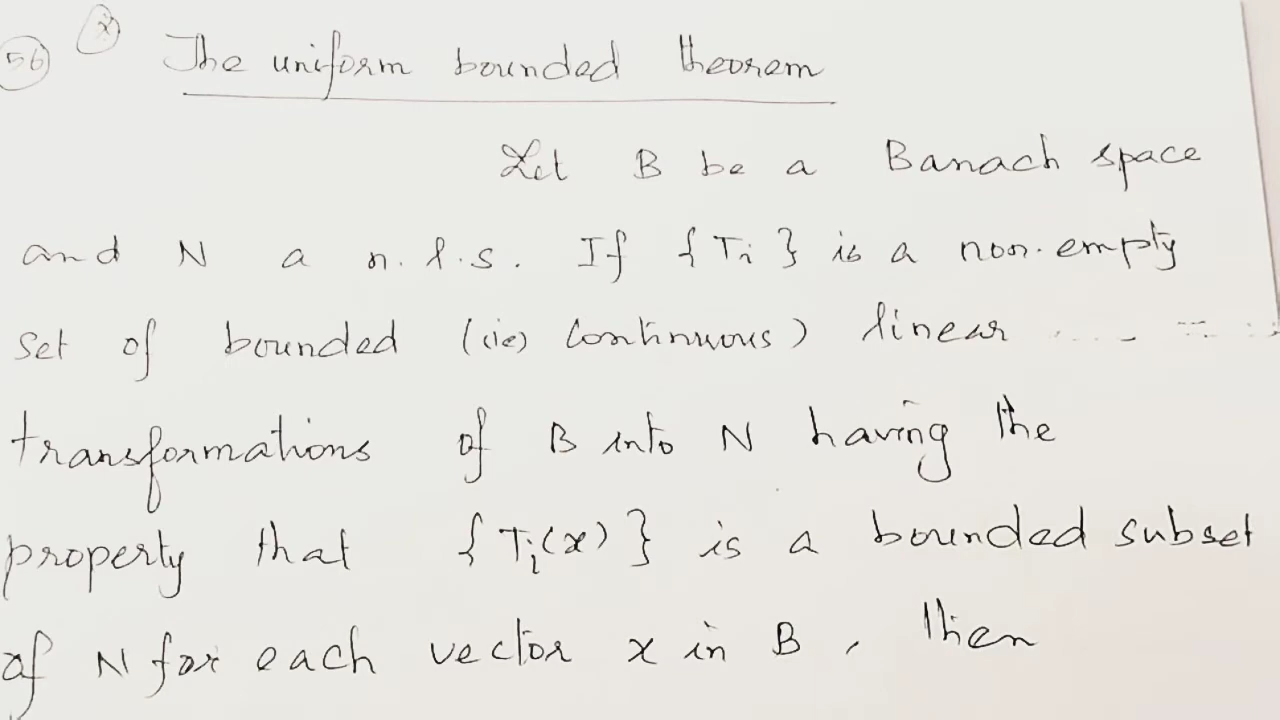 56 x The uniform bounded theorem
Let B be a Banach space
and N a n.l.s. If {Ti} is a non-empty
set of bounded (ie) continuous) linear
transformations of B into N having the
property that {Ti(x)} is a bounded subset
of N for each vector x in B, then